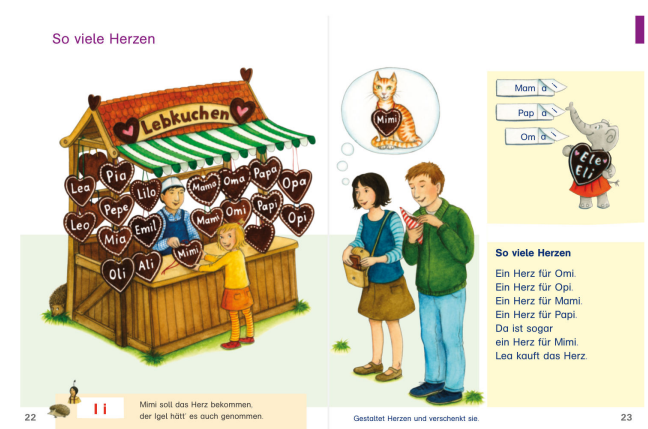 So viele Herzen
Lebkuchen
Lea
Pia
Lilo
Mama
Oma
Papa
Opa
Leo
Pepe
Emil
Mami
Omi
Papi
Opi
Mia
Oli
Ali
Mimi
I i
Mimi soll das Herz bekommen,
der Igel hätt' es auch genommen.
22
Mimi
Mam a i
Pap a i
Om a i
Ele
Eli
So viele Herzen
Ein Herz für Omi.
Ein Herz für Opi.
Ein Herz für Mami.
Ein Herz für Papi.
Da ist sogar
ein Herz für Mimi.
Lea kauft das Herz.
Gestaltet Herzen und verschenkt sie.
23